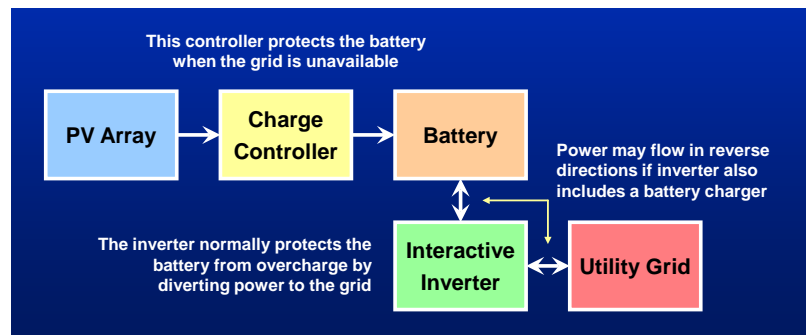 This controller protects the battery
when the grid is unavailable
PV Array
Charge
Controller
Battery
Power may flow in reverse
directions if inverter also
includes a battery charger
The inverter normally protects the
battery from overcharge by
diverting power to the grid
Interactive
Inverter
Utility Grid